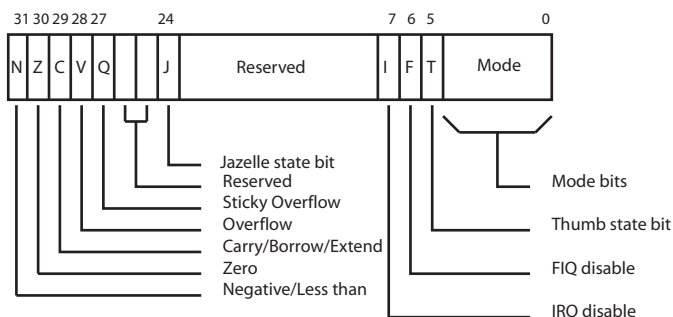 31 30 29 28 27 24 7 6 5 0
N Z C V Q J Reserved I F T Mode
Jazelle state bit
Reserved
Sticky Overflow
Overflow
Carry/Borrow/Extend
Zero
Negative/Less than
Mode bits
Thumb state bit
FIQ disable
IRQ disable